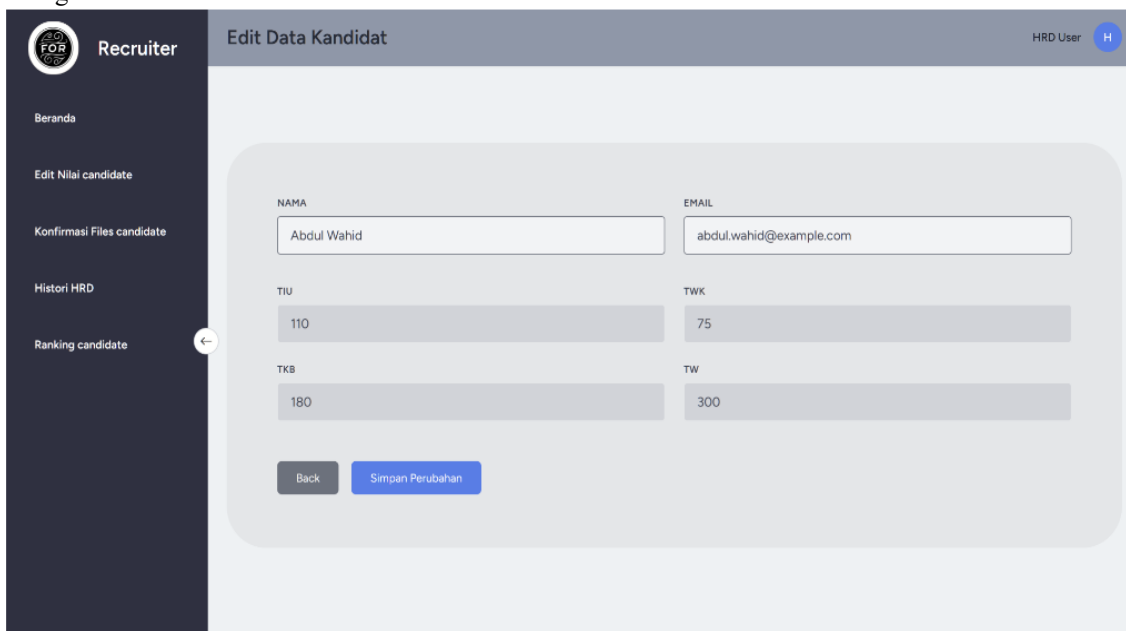 FOR
Recruiter
Edit Data Kandidat
HRD User
H
Beranda
Edit Nilai candidate
Konfirmasi Files candidate
Histori HRD
Ranking candidate
NAMA
EMAIL
Abdul Wahid
abdul.wahid@example.com
TIU
TWK
110
75
TKB
TW
180
300
Back
Simpan Perubahan